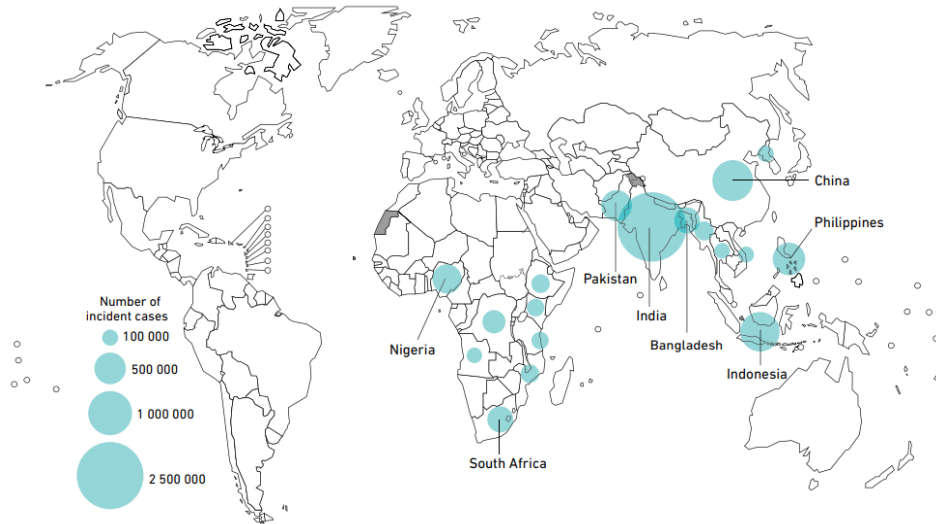 China
Philippines
Pakistan
India
Bangladesh
Nigeria
Indonesia
South Africa
Number of
incident cases
100 000
500 000
1 000 000
2 500 000